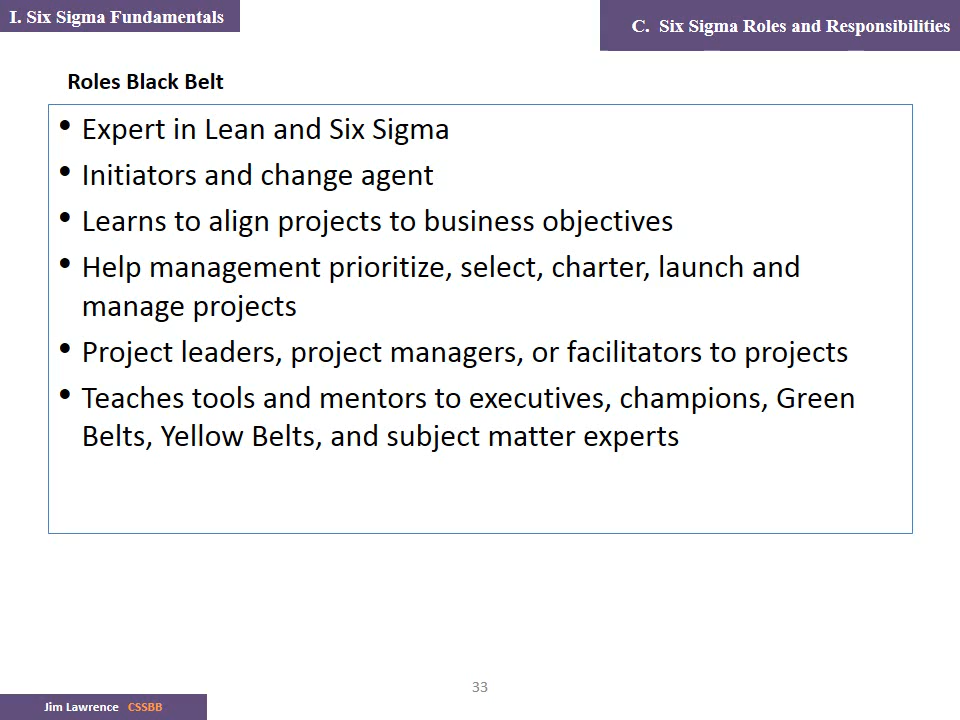 I. Six Sigma Fundamentals
C. Six Sigma Roles and Responsibilities
Roles Black Belt
• Expert in Lean and Six Sigma
• Initiators and change agent
• Learns to align projects to business objectives
• Help management prioritize, select, charter, launch and
manage projects
• Project leaders, project managers, or facilitators to projects
• Teaches tools and mentors to executives, champions, Green
Belts, Yellow Belts, and subject matter experts
33
Jim Lawrence CSSBB